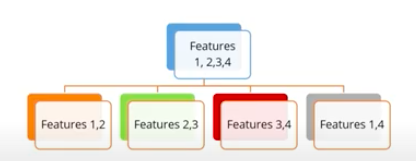 Features
1, 2,3,4
Features 1,2
Features 2,3
Features 3,4
Features 1,4